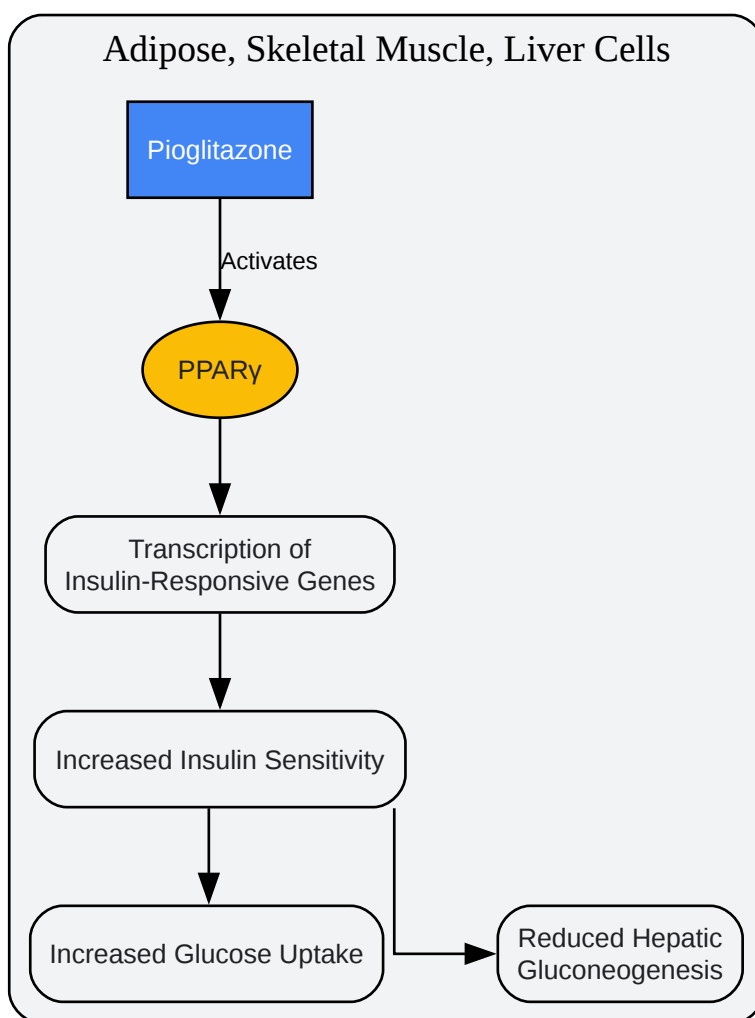 Adipose, Skeletal Muscle, Liver Cells
Pioglitazone
Activates
PPARγ
Transcription of
Insulin-Responsive Genes
Increased Insulin Sensitivity
Increased Glucose Uptake
Reduced Hepatic
Gluconeogenesis